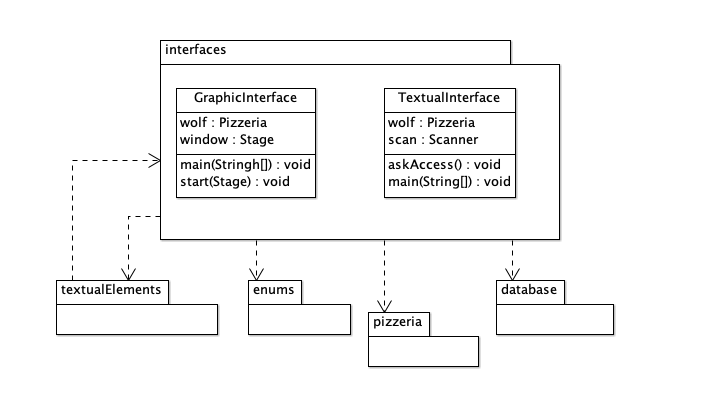 interfaces
GraphicInterface
wolf : Pizzeria
window : Stage
main(Stringh[]) : void
start(Stage) : void
TextualInterface
wolf : Pizzeria
scan : Scanner
askAccess() : void
main(String[]) : void
textualElements
enums
pizzeria
database